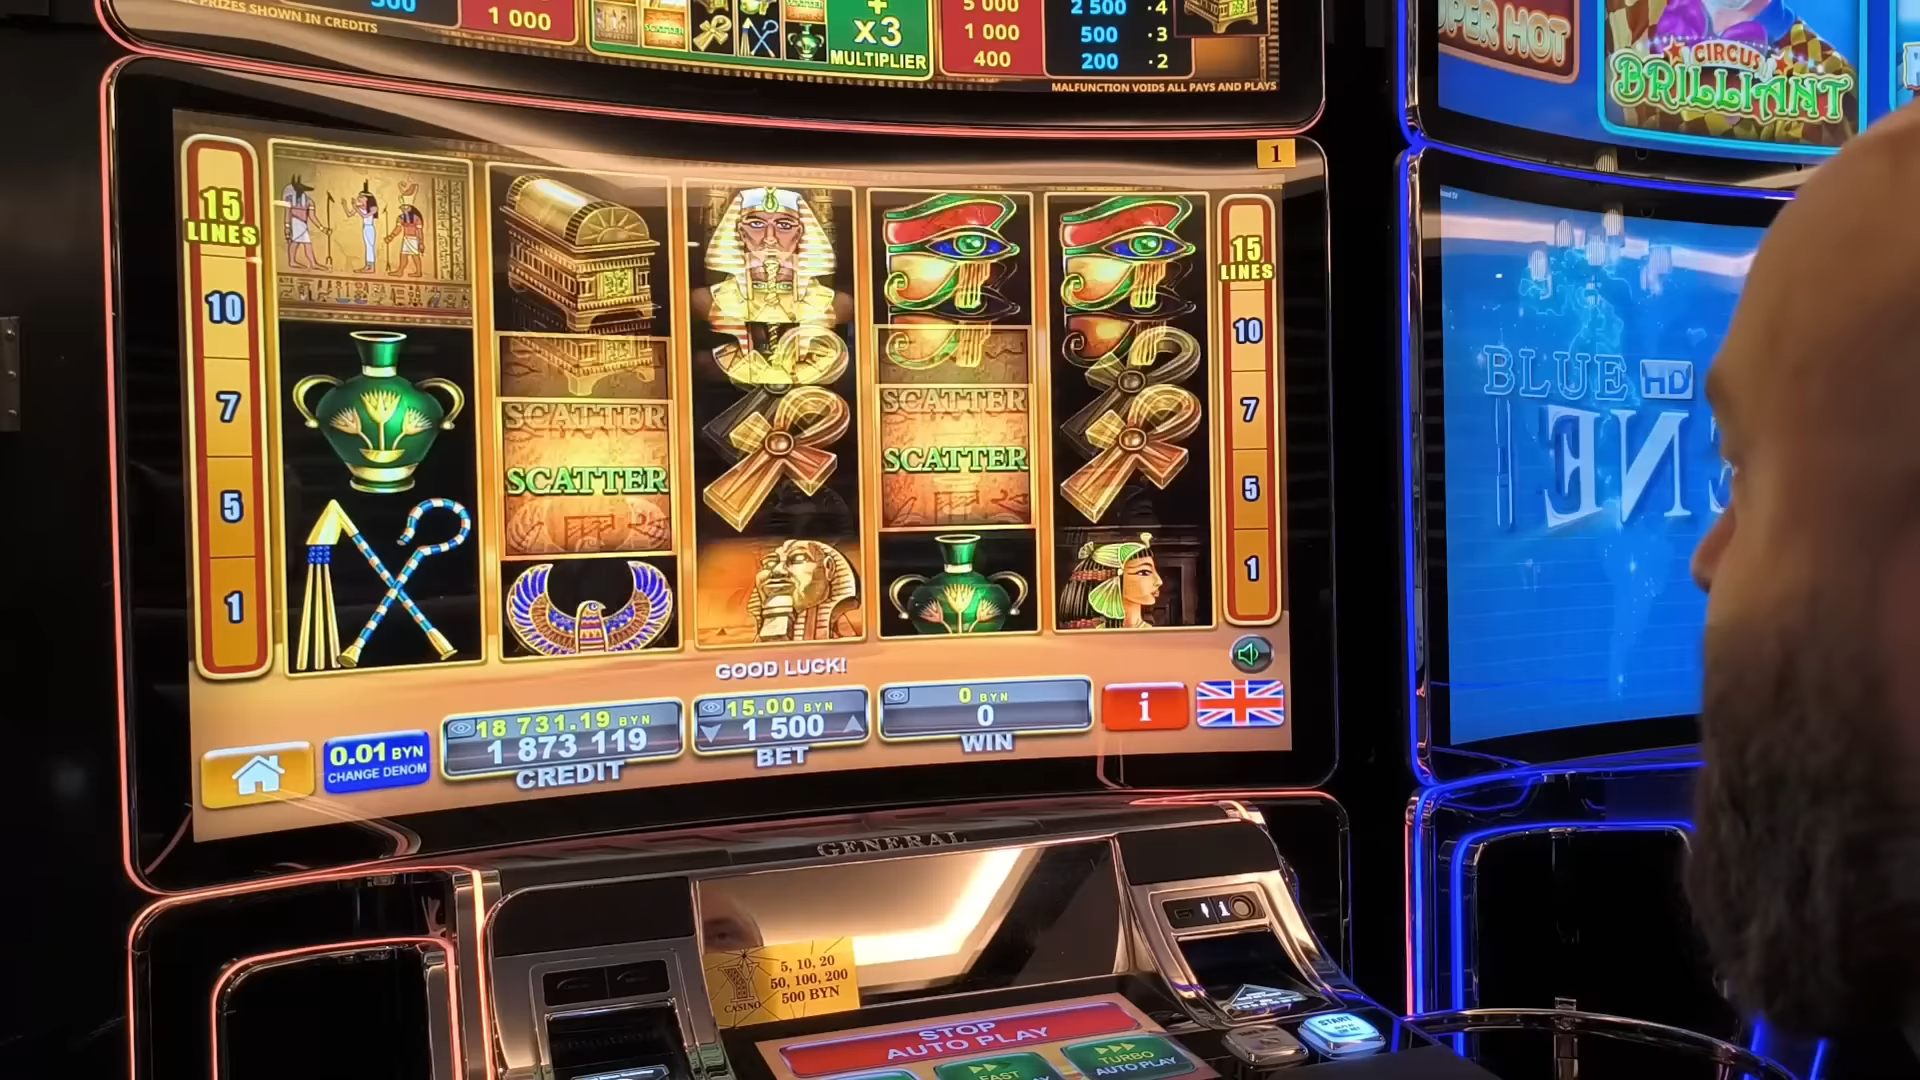 PRIZES SHOWN IN CREDITS
500
1 000
+
x3
MULTIPLIER
5 000
1 000
400
2 500 ·4
500 ·3
200 ·2
MALFUNCTION VOIDS ALL PAYS AND PLAYS
HOT
CIRCUS
BRILLIANT
1
15
LINES
10
7
5
1
SCATTER
SCATTER
SCATTER
SCATTER
15
LINES
10
7
5
1
BLUE HD
GOOD LUCK!
0.01 BYN
CHANGE DENOM
18 731.19 BYN
1 873 119
CREDIT
15.00 BYN
1 500
BET
0 BYN
0
WIN
i
GENERAL
CASINO
5, 10, 20
50, 100, 200
500 BYN
STOP
AUTO PLAY
FAST
TURBO
AUTO PLAY
START